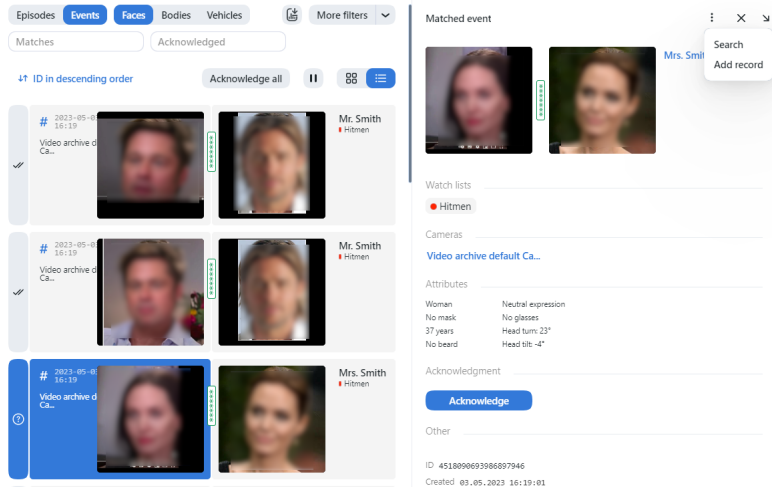 Episodes Events Faces Bodies Vehicles More filters
Matches Acknowledged
ID in descending order Acknowledge all
# 2023-05-0
16:19
Video archive d
Ca...
Mr. Smith
Hitmen
# 2023-05-0
16:19
Video archive d
Ca...
Mr. Smith
Hitmen
# 2023-05-0
16:19
Video archive d
Ca...
Mrs. Smith
Hitmen
Matched event
Search
Add record
Mrs. Smit
Watch lists
Hitmen
Cameras
Video archive default Ca...
Attributes
Woman Neutral expression
No mask No glasses
37 years Head turn: 23°
No beard Head tilt: -4°
Acknowledgment
Acknowledge
Other
ID 4518090693986897946
Created 03.05.2023 16:19:01